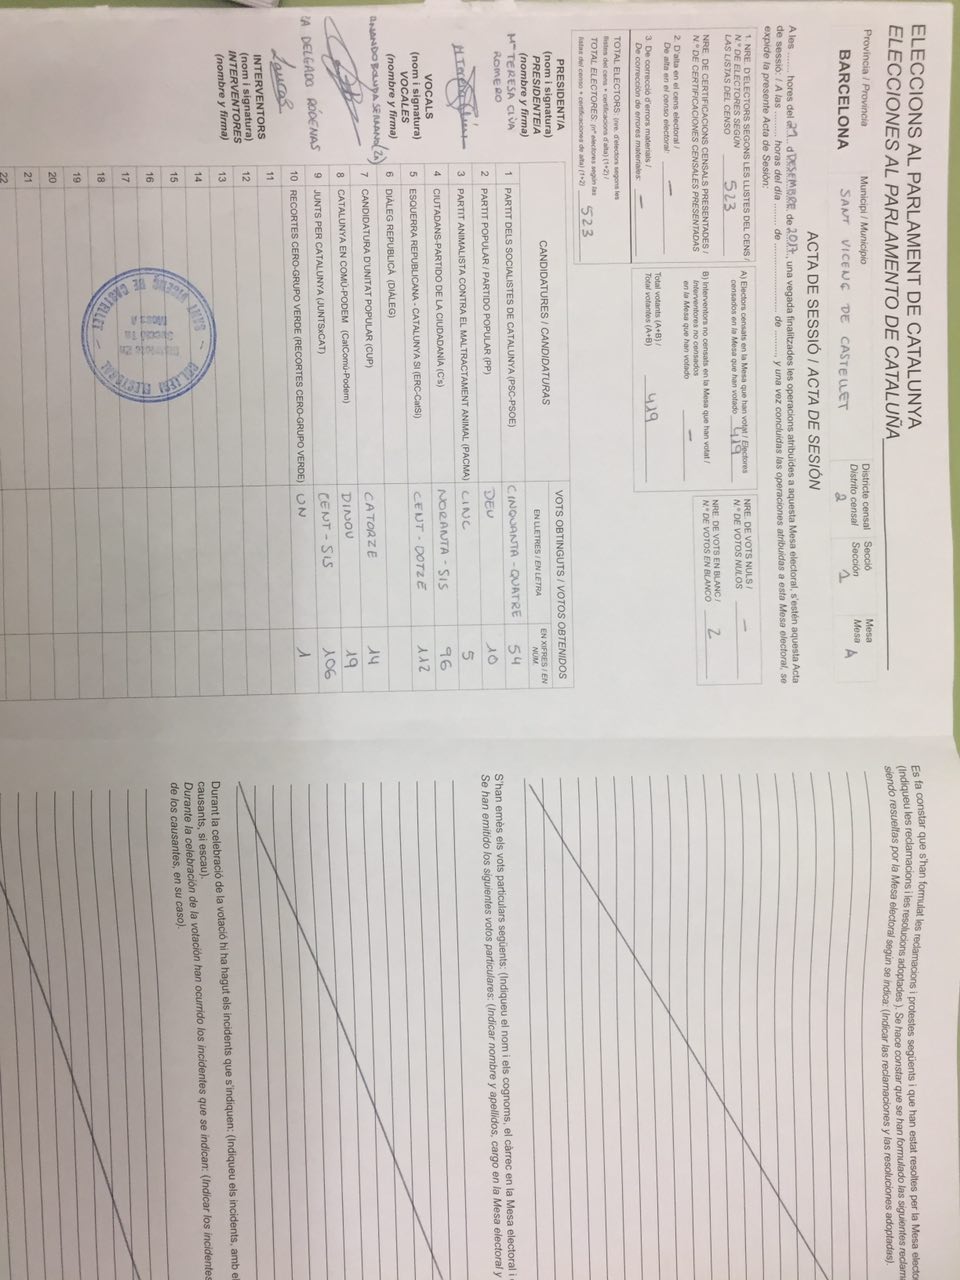 ELECCIONS AL PARLAMENT DE CATALUNYA
ELECCIONES AL PARLAMENTO DE CATALUÑA
Província / Provincia
BARCELONA
Municipi / Municipio
SANT VICENÇ DE CASTELLET
Districte censal
Distrito censal
2
Secció
Sección
1
Mesa
Mesa
A
ACTA DE SESSIÓ / ACTA DE SESIÓN
A les ........ hores del 21 d DESEMBRE de 2017, una vegada finalitzades les operacions atribuïdes a aquesta Mesa electoral, s'estén aquesta Acta
de sessió. / A las ........ horas del día ........ de ........ de ........, y una vez concluidas las operaciones atribuidas a esta Mesa electoral, se
expide la presente Acta de Sesión:
1. NRE. D'ELECTORS SEGONS LES LLISTES DEL CENS /
N.º DE ELECTORES SEGÚN
LAS LISTAS DEL CENSO
523
NRE. DE CERTIFICACIONS CENSALS PRESENTADES /
N.º DE CERTIFICACIONES CENSALES PRESENTADAS
2. D'alta en el cens electoral /
De alta en el censo electoral: —
3. De correcció d'errors materials /
De corrección de errores materiales: —
TOTAL ELECTORS: (nre. d'electors segons les
llistes del cens + certificacions d'alta) (1+2) /
TOTAL ELECTORES: (nº electores según las
listas del censo + certificaciones de alta) (1+2)
523
A) Electors censats en la Mesa que han votat / Electores
censados en la Mesa que han votado
419
B) Interventors no censats en la Mesa que han votat /
Interventores no censados
en la Mesa que han votado
—
Total votants (A+B) /
Total votantes (A+B)
419
NRE. DE VOTS NULS /
N.º DE VOTOS NULOS
—
NRE. DE VOTS EN BLANC /
N.º DE VOTOS EN BLANCO
2
CANDIDATURES / CANDIDATURAS
VOTS OBTINGUTS / VOTOS OBTENIDOS
EN LLETRES / EN LETRA
EN XIFRES / EN NÚM.
1 PARTIT DELS SOCIALISTES DE CATALUNYA (PSC-PSOE) CINQUANTA-QUATRE 54
2 PARTIT POPULAR / PARTIDO POPULAR (PP) DEU 10
3 PARTIT ANIMALISTA CONTRA EL MALTRACTAMENT ANIMAL (PACMA) CINC 5
4 CIUTADANS-PARTIDO DE LA CIUDADANÍA (C's) NORANTA-SIS 96
5 ESQUERRA REPUBLICANA - CATALUNYA SÍ (ERC-CatSí) CENT-DOTZE 112
6 DIÀLEG REPUBLICÀ (DIÀLEG)
7 CANDIDATURA D'UNITAT POPULAR (CUP) CATORZE 14
8 CATALUNYA EN COMÚ-PODEM (CatComú-Podem) DINOU 19
9 JUNTS PER CATALUNYA (JUNTSxCAT) CENT-SIS 106
10 RECORTES CERO-GRUPO VERDE (RECORTES CERO-GRUPO VERDE) UN 1
11
12
13
14
15
16
17
18
19
20
21
22
PRESIDENT/A
(nom i signatura)
PRESIDENTE/A
(nombre y firma)
Mª TERESA CLUA
ROMERO
VOCALS
(nom i signatura)
VOCALES
(nombre y firma)
INTERVENTORS
(nom i signatura)
INTERVENTORES
(nombre y firma)
DELGADO RODENAS
Laura
COL·LEGI ELECTORAL
SANT VICENÇ DE CASTELLET
Districte 2n
Secció 1a
Mesa A
Es fa constar que s'han formulat les reclamacions i protestes següents i que han estat resoltes per la Mesa electo
(Indiqueu les reclamacions i les resolucions adoptades ). Se hace constar que se han formulado las siguientes reclam
siendo resueltas por la Mesa electoral según se indica: (Indicar las reclamaciones y las resoluciones adoptadas).
S'han emès els vots particulars següents: (Indiqueu el nom i els cognoms, el càrrec en la Mesa electoral i
Se han emitido los siguientes votos particulares: (Indicar nombre y apellidos, cargo en la Mesa electoral y
Durant la celebració de la votació hi ha hagut els incidents que s'indiquen: (Indiqueu els incidents, amb el
causants, si escau).
Durante la celebración de la votación han ocurrido los incidentes que se indican: (Indicar los incidentes
de los causantes, en su caso).